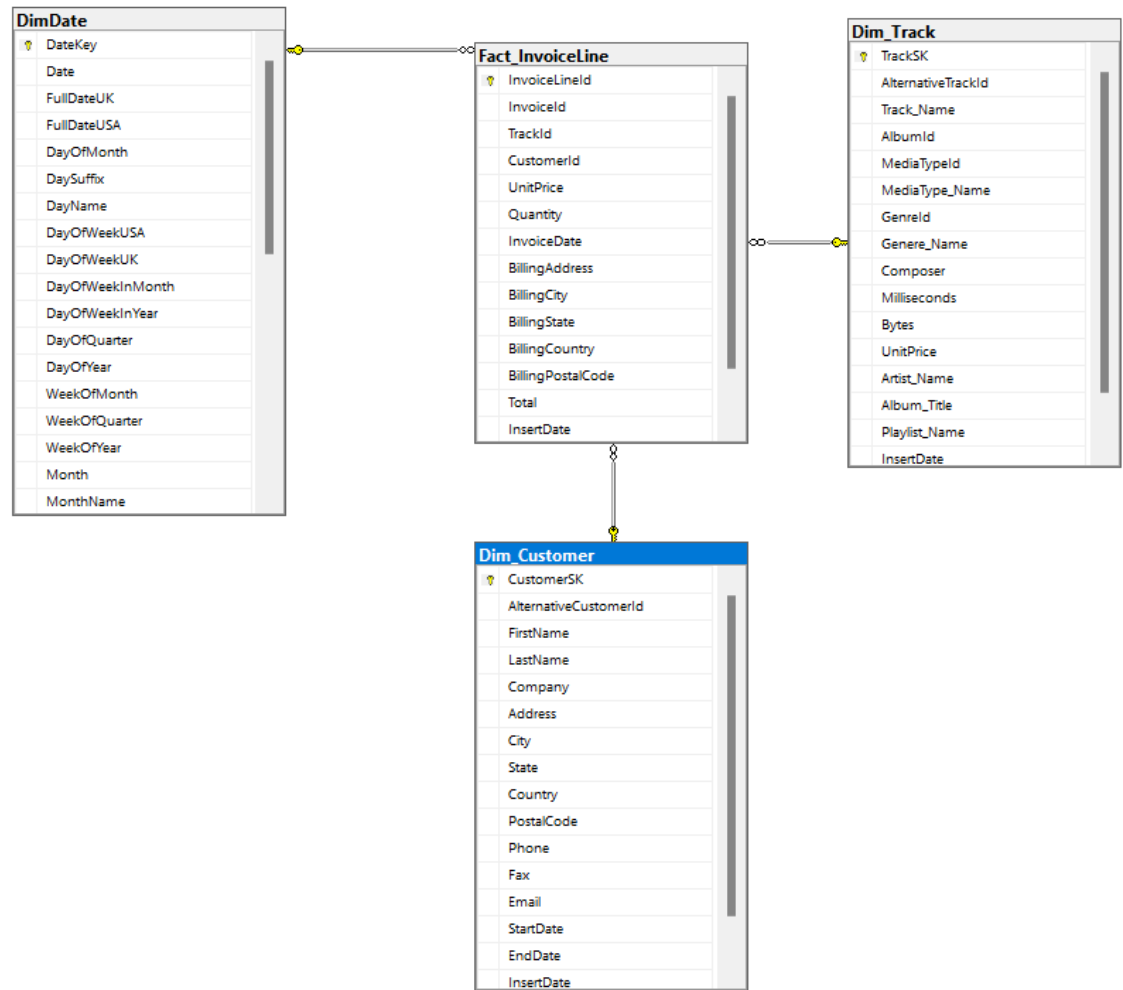 DimDate
DateKey
Date
FullDateUK
FullDateUSA
DayOfMonth
DaySuffix
DayName
DayOfWeekUSA
DayOfWeekUK
DayOfWeekInMonth
DayOfWeekInYear
DayOfQuarter
DayOfYear
WeekOfMonth
WeekOfQuarter
WeekOfYear
Month
MonthName
Fact_InvoiceLine
InvoiceLineId
InvoiceId
TrackId
CustomerId
UnitPrice
Quantity
InvoiceDate
BillingAddress
BillingCity
BillingState
BillingCountry
BillingPostalCode
Total
InsertDate
Dim_Track
TrackSK
AlternativeTrackId
Track_Name
AlbumId
MediaTypeId
MediaType_Name
GenreId
Genere_Name
Composer
Milliseconds
Bytes
UnitPrice
Artist_Name
Album_Title
Playlist_Name
InsertDate
Dim_Customer
CustomerSK
AlternativeCustomerId
FirstName
LastName
Company
Address
City
State
Country
PostalCode
Phone
Fax
Email
StartDate
EndDate
InsertDate